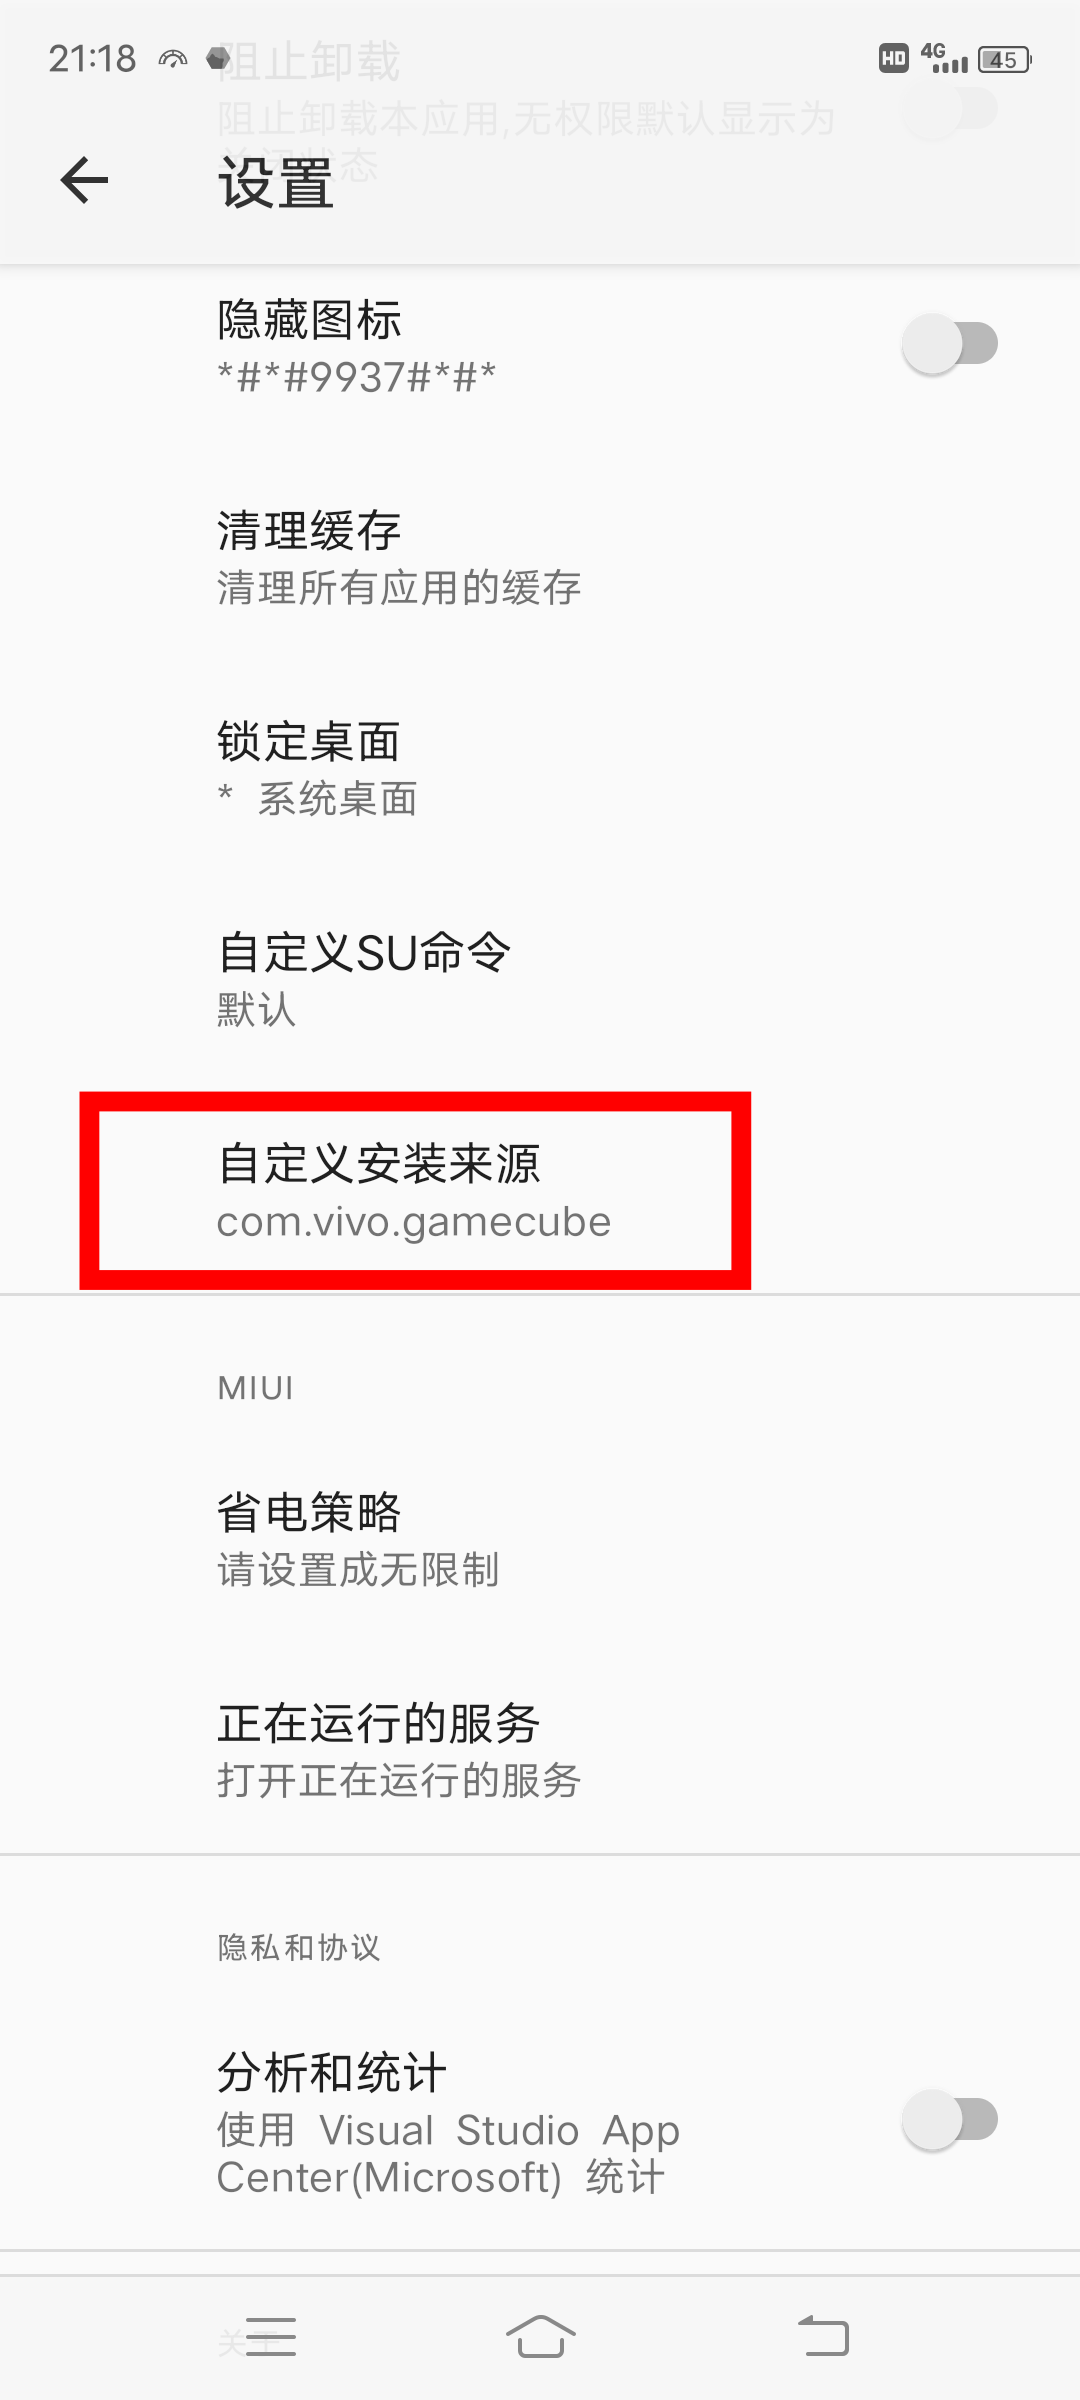 21:18
HD
4G
45
阻止卸载
阻止卸载本应用,无权限默认显示为
关闭状态
设置
隐藏图标
*#*#9937#*#*
清理缓存
清理所有应用的缓存
锁定桌面
* 系统桌面
自定义SU命令
默认
自定义安装来源
com.vivo.gamecube
MIUI
省电策略
请设置成无限制
正在运行的服务
打开正在运行的服务
隐私和协议
分析和统计
使用 Visual Studio App
Center(Microsoft) 统计
关于